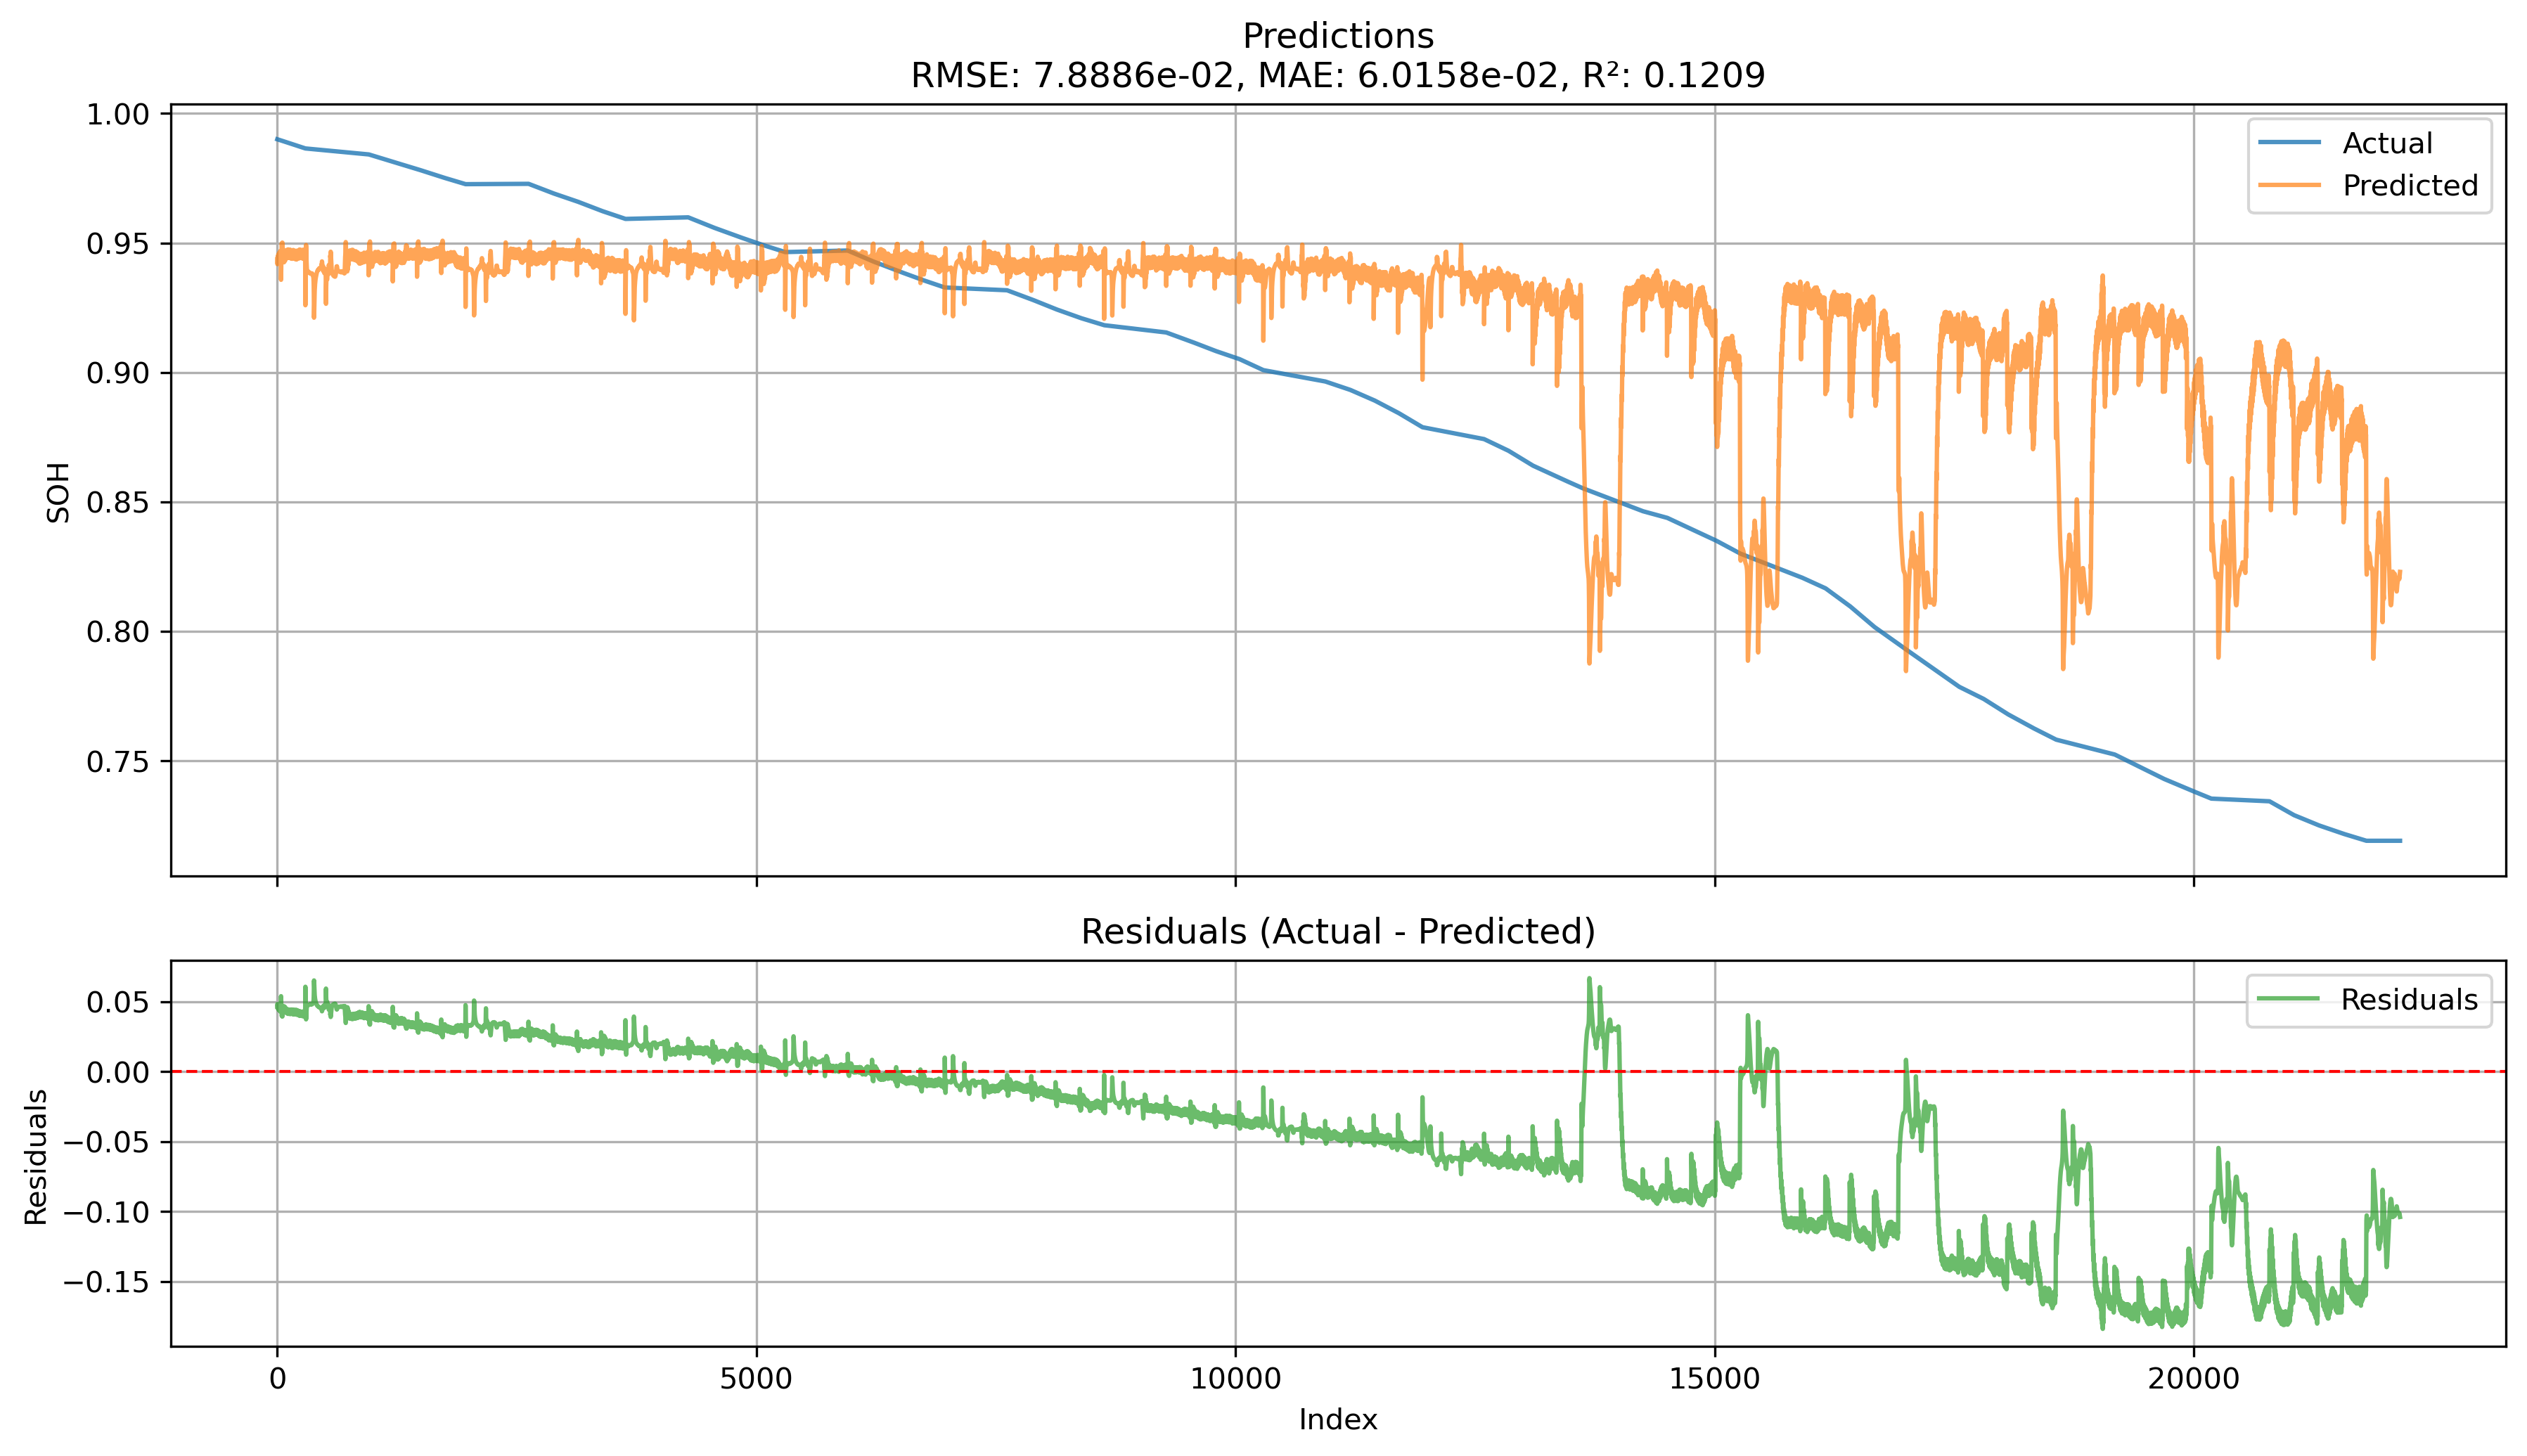 Predictions
RMSE: 7.8886e-02, MAE: 6.0158e-02, R²: 0.1209
Actual
Predicted
1.00
0.95
0.90
0.85
0.80
0.75
SOH
Residuals (Actual - Predicted)
Residuals
0.05
0.00
−0.05
−0.10
−0.15
Residuals
0
5000
10000
15000
20000
Index